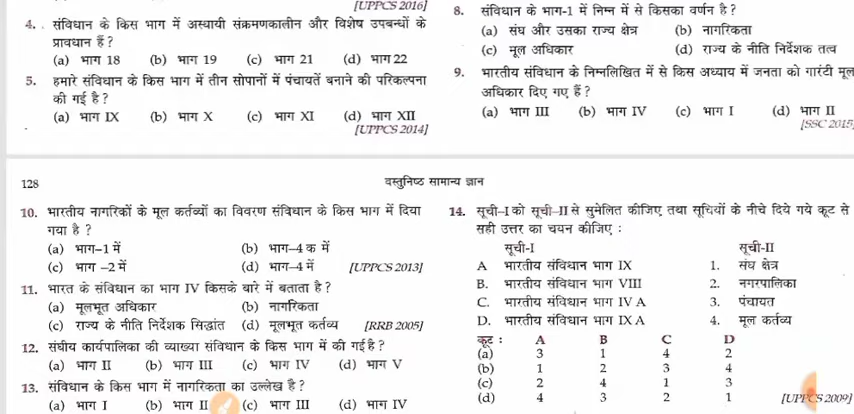 [UPPCS 2016]
4. . संविधान के किस भाग में अस्थायी संक्रमणकालीन और विशेष उपबन्धों के
प्रावधान हैं ?
(a) भाग 18 (b) भाग 19 (c) भाग 21 (d) भाग 22
5. हमारे संविधान के किस भाग में तीन सोपानों में पंचायतें बनाने की परिकल्पना
की गई है ?
(a) भाग IX (b) भाग X (c) भाग XI (d) भाग XII
[UPPCS 2014]
8. संविधान के भाग-1 में निम्न में से किसका वर्णन है ?
(a) संघ और उसका राज्य क्षेत्र (b) नागरिकता
(c) मूल अधिकार (d) राज्य के नीति निर्देशक तत्व
9. भारतीय संविधान के निम्नलिखित में से किस अध्याय में जनता को गारंटी मूल
अधिकार दिए गए हैं ?
(a) भाग III (b) भाग IV (c) भाग I (d) भाग II
[SSC 2015]
128 वस्तुनिष्ठ सामान्य ज्ञान
10. भारतीय नागरिकों के मूल कर्तव्यों का विवरण संविधान के किस भाग में दिया
गया है ?
(a) भाग–1 में (b) भाग–4 क में
(c) भाग –2 में (d) भाग–4 में [UPPCS 2013]
11. भारत के संविधान का भाग IV किसके बारे में बताता है ?
(a) मूलभूत अधिकार (b) नागरिकता
(c) राज्य के नीति निर्देशक सिद्धांत (d) मूलभूत कर्तव्य [RRB 2005]
12. संघीय कार्यपालिका की व्याख्या संविधान के किस भाग में की गई है ?
(a) भाग II (b) भाग III (c) भाग IV (d) भाग V
13. संविधान के किस भाग में नागरिकता का उल्लेख है ?
(a) भाग I (b) भाग II (c) भाग III (d) भाग IV
14. सूची–I को सूची–II से सुमेलित कीजिए तथा सूचियों के नीचे दिये गये कूट से
सही उत्तर का चयन कीजिए :
सूची-I सूची-II
A भारतीय संविधान भाग IX 1. संघ क्षेत्र
B. भारतीय संविधान भाग VIII 2. नगरपालिका
C. भारतीय संविधान भाग IV A 3. पंचायत
D. भारतीय संविधान भाग IX A 4. मूल कर्तव्य
कूट : A B C D
(a) 3 1 4 2
(b) 1 2 3 4
(c) 2 4 1 3
(d) 4 3 2 1 [UPPCS 2009]